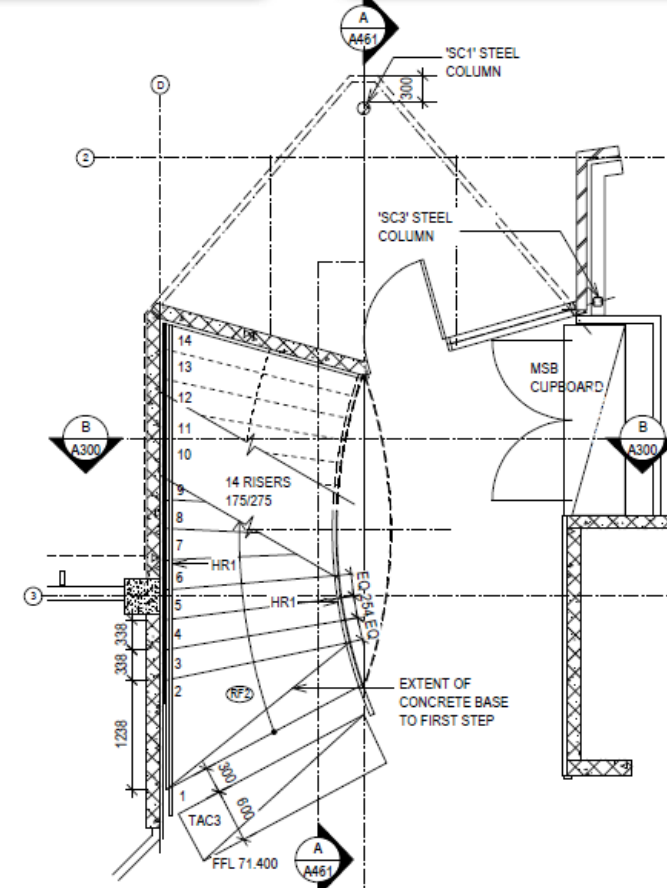 A
A461
'SC1' STEEL
COLUMN
D
300
2
'SC3' STEEL
COLUMN
14
13
12
11
10
9
8
7
6
5
4
3
2
1
MSB
CUPBOARD
B
A300
B
A300
14 RISERS
175/275
HR1
3
HR1
EQ 254 EQ
338
338
1238
RF2
EXTENT OF
CONCRETE BASE
TO FIRST STEP
300
600
TAC3
FFL 71.400
A
A461